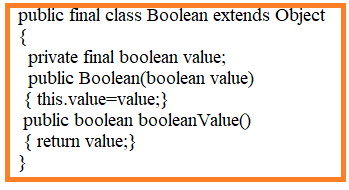 public final class Boolean extends Object
{
private final boolean value;
public Boolean(boolean value)
{ this.value=value;}
public boolean booleanValue()
{ return value;}
}